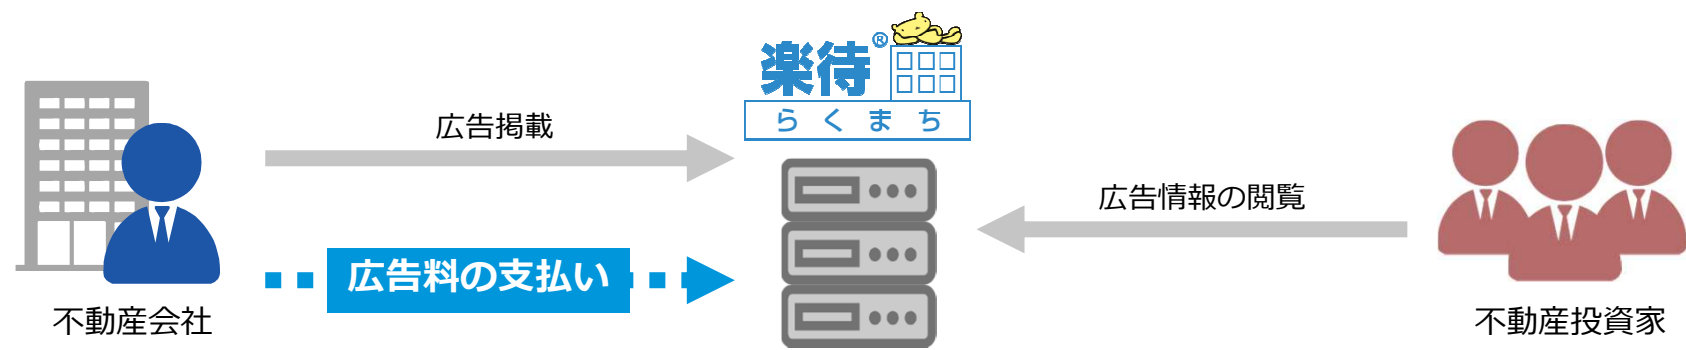 楽待®
らくまち
広告掲載
広告情報の閲覧
広告料の支払い
不動産会社
不動産投資家